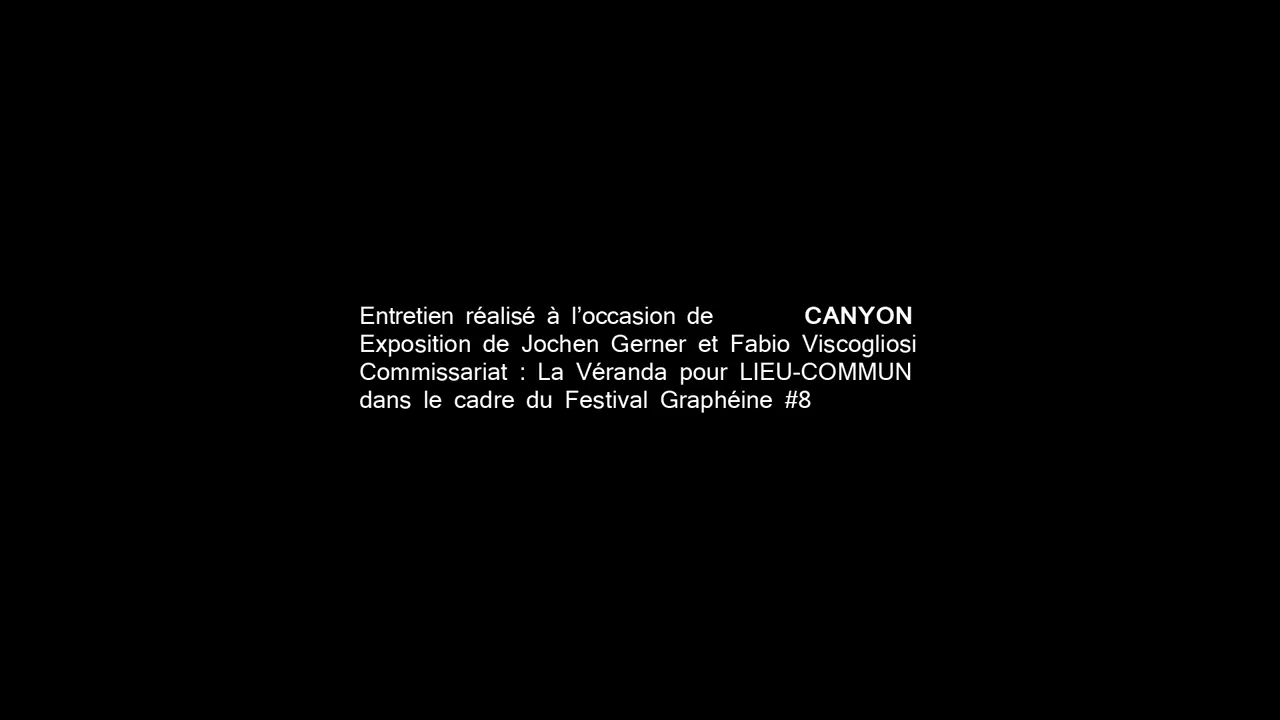 Entretien réalisé à l’occasion de CANYON
Exposition de Jochen Gerner et Fabio Viscogliosi
Commissariat : La Véranda pour LIEU-COMMUN
dans le cadre du Festival Graphéine #8